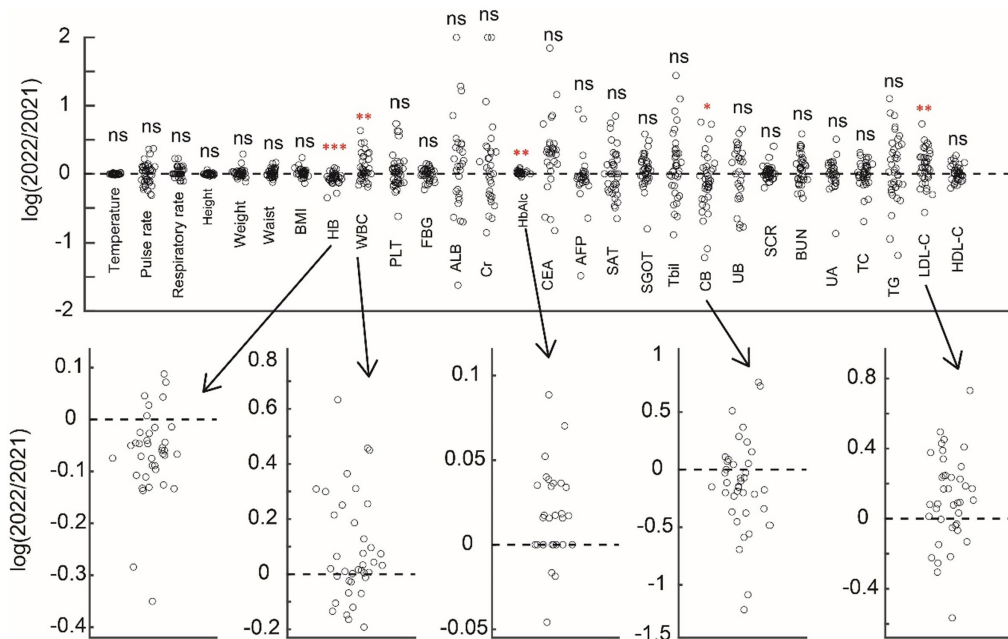 ns ns ns ns ns ns ns *** ** ns ns ns ns ** ns ns ns ns ns * ns ns ns ns ns ns ** ns
log(2022/2021)
2
1
0
-1
-2
Temperature
Pulse rate
Respiratory rate
Height
Weight
Waist
BMI
HB
WBC
PLT
FBG
ALB
Cr
HbAlc
CEA
AFP
SAT
SGOT
Tbil
CB
UB
SCR
BUN
UA
TC
TG
LDL-C
HDL-C
log(2022/2021)
0.1
0
-0.1
-0.2
-0.3
-0.4
0.8
0.6
0.4
0.2
0
-0.2
0.1
0.05
0
-0.05
1
0.5
0
-0.5
-1
-1.5
0.8
0.4
0
-0.6